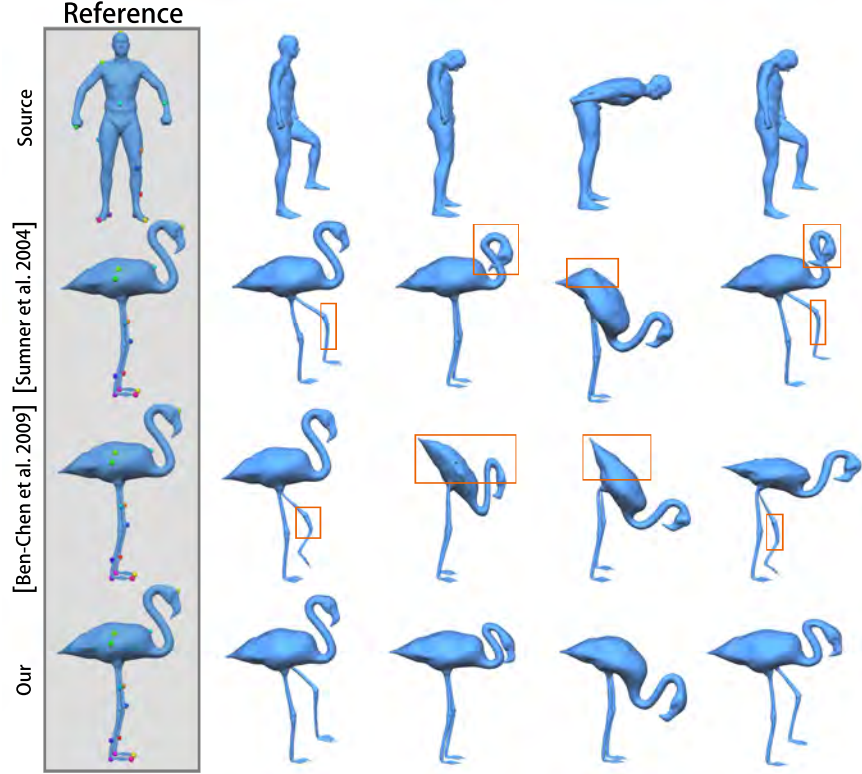 Reference
Source
[Sumner et al. 2004]
[Ben-Chen et al. 2009]
Our